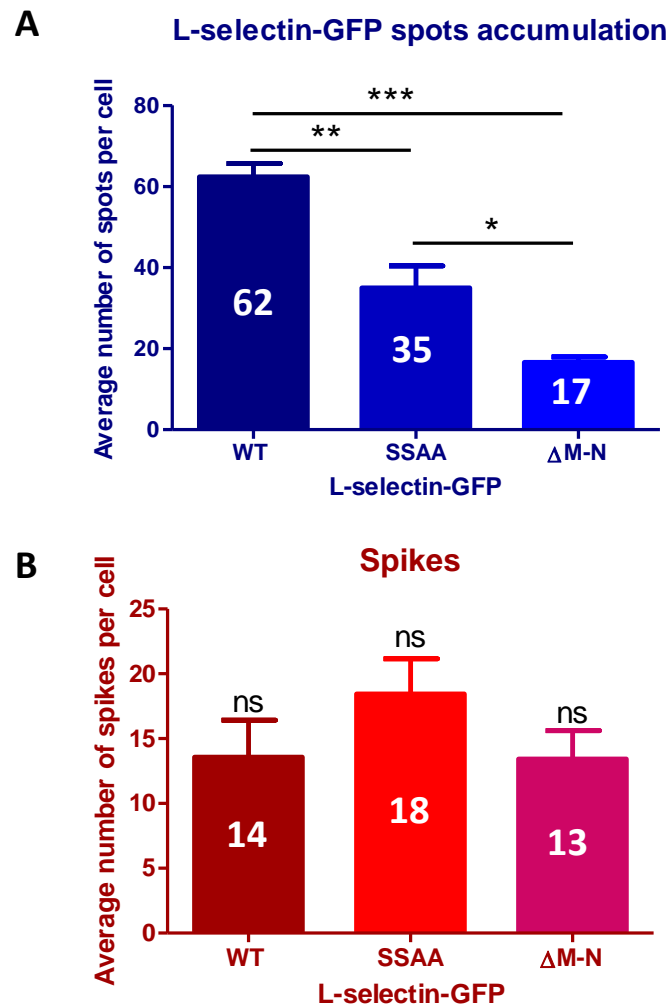 A
L-selectin-GFP spots accumulation
Average number of spots per cell
80
60
40
20
0
***
**
*
62
35
17
WT SSAA ΔM-N
L-selectin-GFP
B
Spikes
Average number of spikes per cell
25
20
15
10
5
0
ns ns ns
14 18 13
WT SSAA ΔM-N
L-selectin-GFP